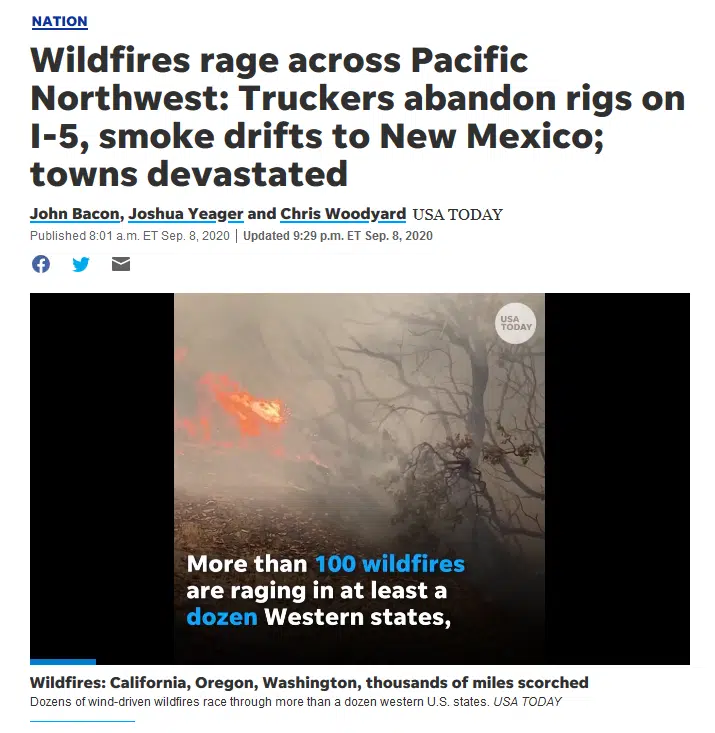 NATION
Wildfires rage across Pacific
Northwest: Truckers abandon rigs on
I-5, smoke drifts to New Mexico;
towns devastated
John Bacon, Joshua Yeager and Chris Woodyard USA TODAY
Published 8:01 a.m. ET Sep. 8, 2020 | Updated 9:29 p.m. ET Sep. 8, 2020
USA
TODAY
More than 100 wildfires
are raging in at least a
dozen Western states,
Wildfires: California, Oregon, Washington, thousands of miles scorched
Dozens of wind-driven wildfires race through more than a dozen western U.S. states. USA TODAY